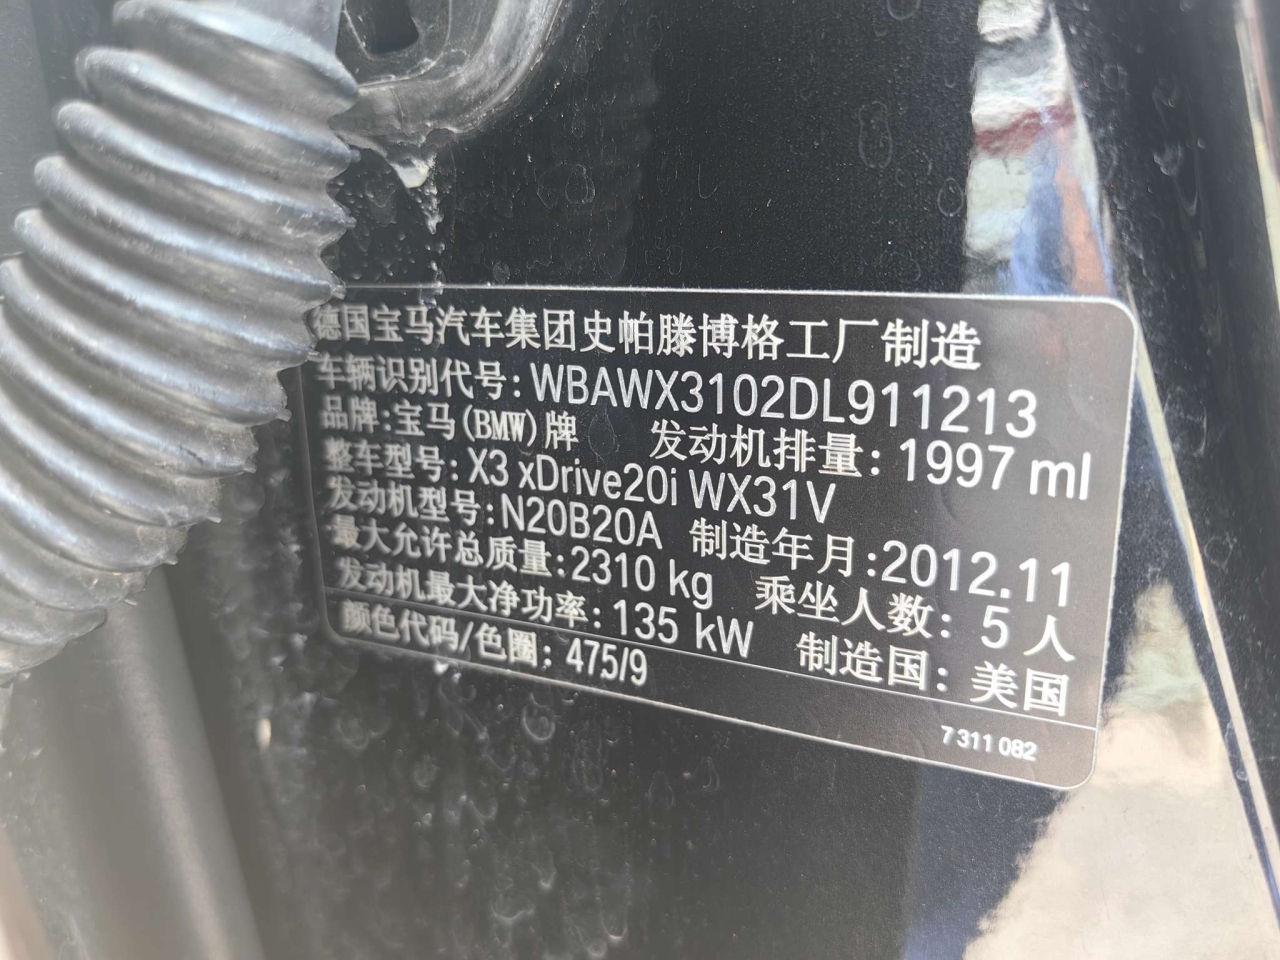 德国宝马汽车集团史帕滕博格工厂制造
车辆识别代号: WBAWX3102DL911213
品牌:宝马(BMW)牌 发动机排量: 1997 ml
整车型号: X3 xDrive20i WX31V
发动机型号:N20B20A 制造年月:2012.11
最大允许总质量:2310 kg 乘坐人数: 5 人
发动机最大净功率: 135 kW 制造国: 美国
颜色代码/色圈: 475/9
7 311 082